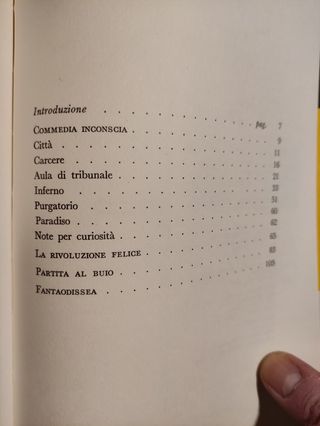 Introduzione . . . . . . . . . pag. 7
COMMEDIA INCONSCIA . . . . . . . . 9
Città . . . . . . . . . . . . 11
Carcere . . . . . . . . . . . 16
Aula di tribunale . . . . . . . . . 21
Inferno . . . . . . . . . . .
Purgatorio . . . . . . . . . . 51
Paradiso . . . . . . . . . . . 60
Note per curiosità . . . . . . . . . 62
LA RIVOLUZIONE FELICE . . . . . . . 65
PARTITA AL BUIO . . . . . . . . . 83
FANTAODISSEA . . . . . . . . . . 105